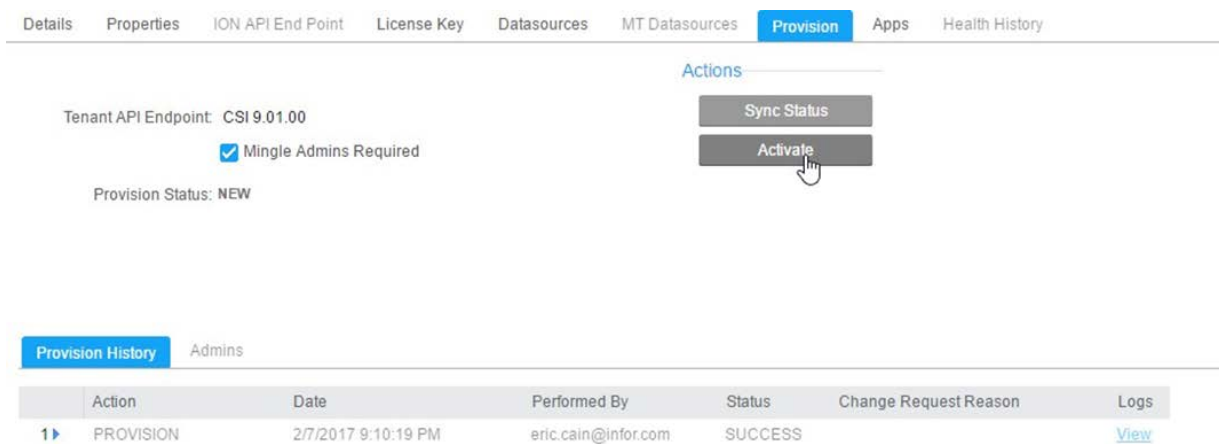 Details Properties ION API End Point License Key Datasources MT Datasources Provision Apps Health History
Actions
Tenant API Endpoint: CSI 9.01.00 Sync Status
Mingle Admins Required Activate
Provision Status: NEW
Provision History Admins
Action Date Performed By Status Change Request Reason Logs
1 PROVISION 2/7/2017 9:10:19 PM eric.cain@infor.com SUCCESS View